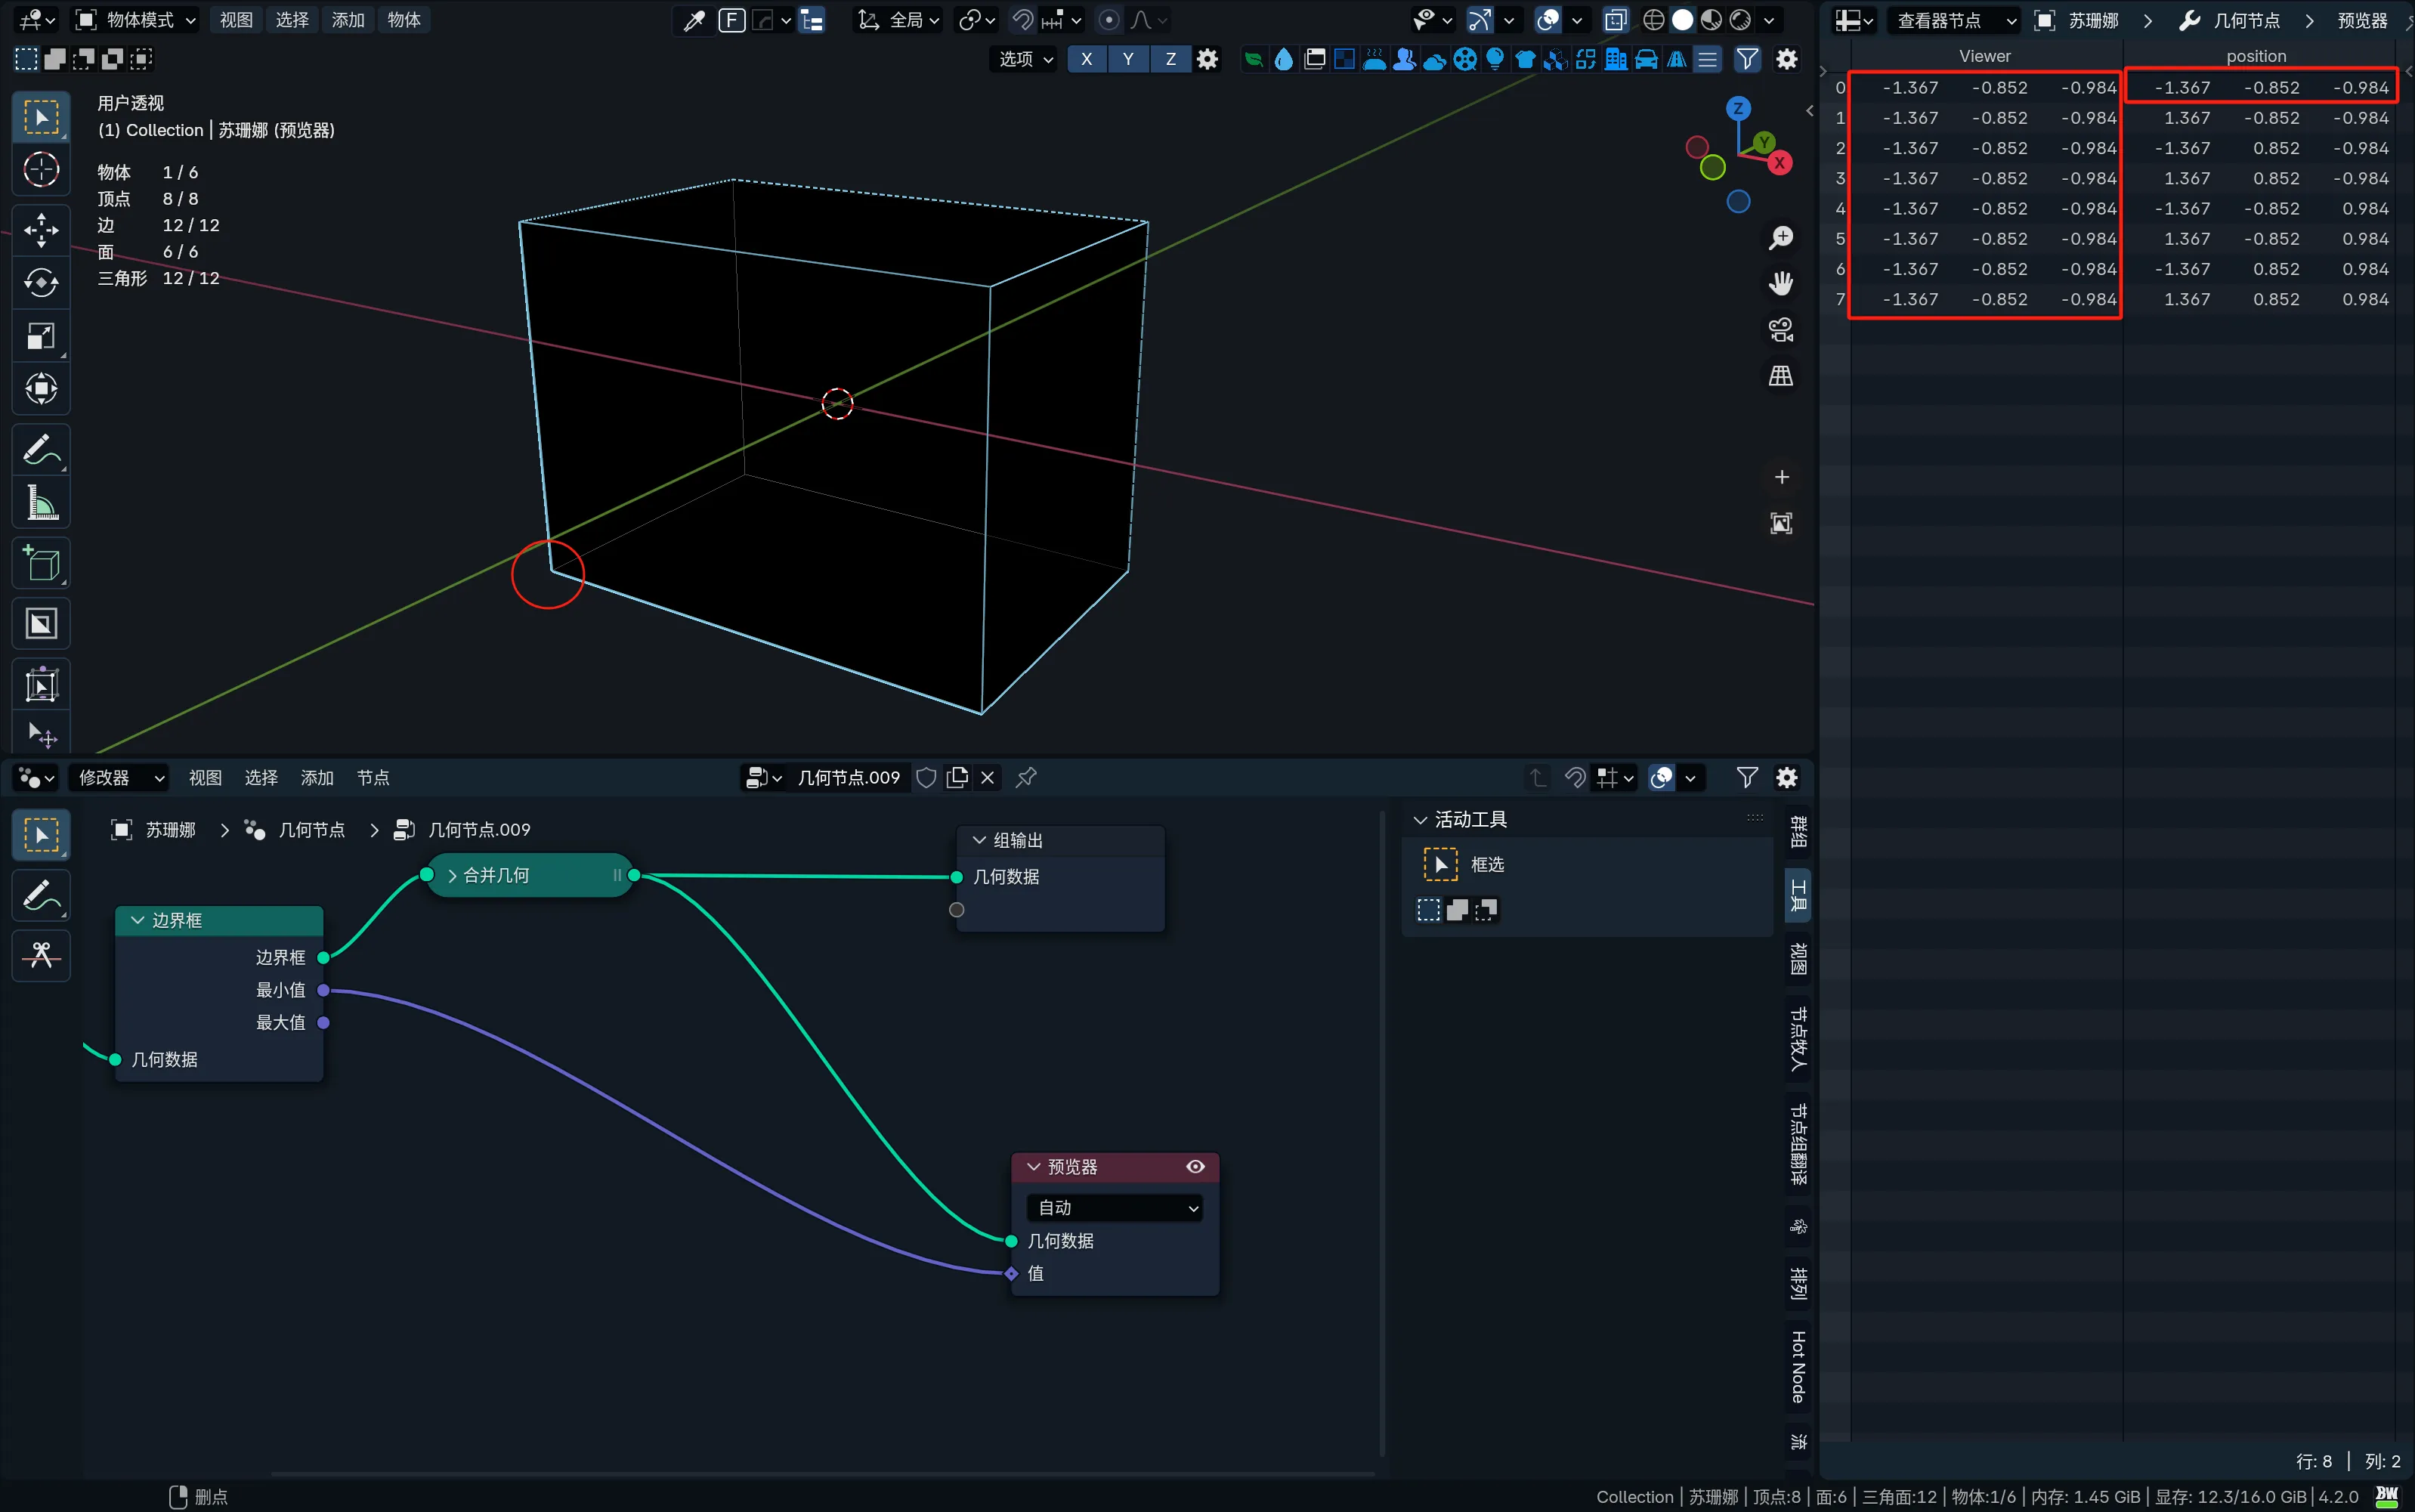 物体模式 视图 选择 添加 物体 F 全局 查看器节点 苏珊娜 几何节点 预览器
选项 X Y Z
Viewer position
用户透视
(1) Collection | 苏珊娜 (预览器)
物体 1 / 6
顶点 8 / 8
边 12 / 12
面 6 / 6
三角形 12 / 12
Z
Y
X
0 -1.367 -0.852 -0.984 -1.367 -0.852 -0.984
1 -1.367 -0.852 -0.984 1.367 -0.852 -0.984
2 -1.367 -0.852 -0.984 -1.367 0.852 -0.984
3 -1.367 -0.852 -0.984 1.367 0.852 -0.984
4 -1.367 -0.852 -0.984 -1.367 -0.852 0.984
5 -1.367 -0.852 -0.984 1.367 -0.852 0.984
6 -1.367 -0.852 -0.984 -1.367 0.852 0.984
7 -1.367 -0.852 -0.984 1.367 0.852 0.984
修改器 视图 选择 添加 节点 几何节点.009
苏珊娜 几何节点 几何节点.009
合并几何
组输出
几何数据
边界框
边界框
最小值
最大值
几何数据
预览器
自动
几何数据
值
活动工具
框选
群组
工具
视图
节点牧人
节点组翻译
排列
Hot Node
流
行: 8 | 列: 2
删点
Collection | 苏珊娜 | 顶点:8 | 面:6 | 三角面:12 | 物体:1/6 | 内存: 1.45 GiB | 显存: 12.3/16.0 GiB | 4.2.0